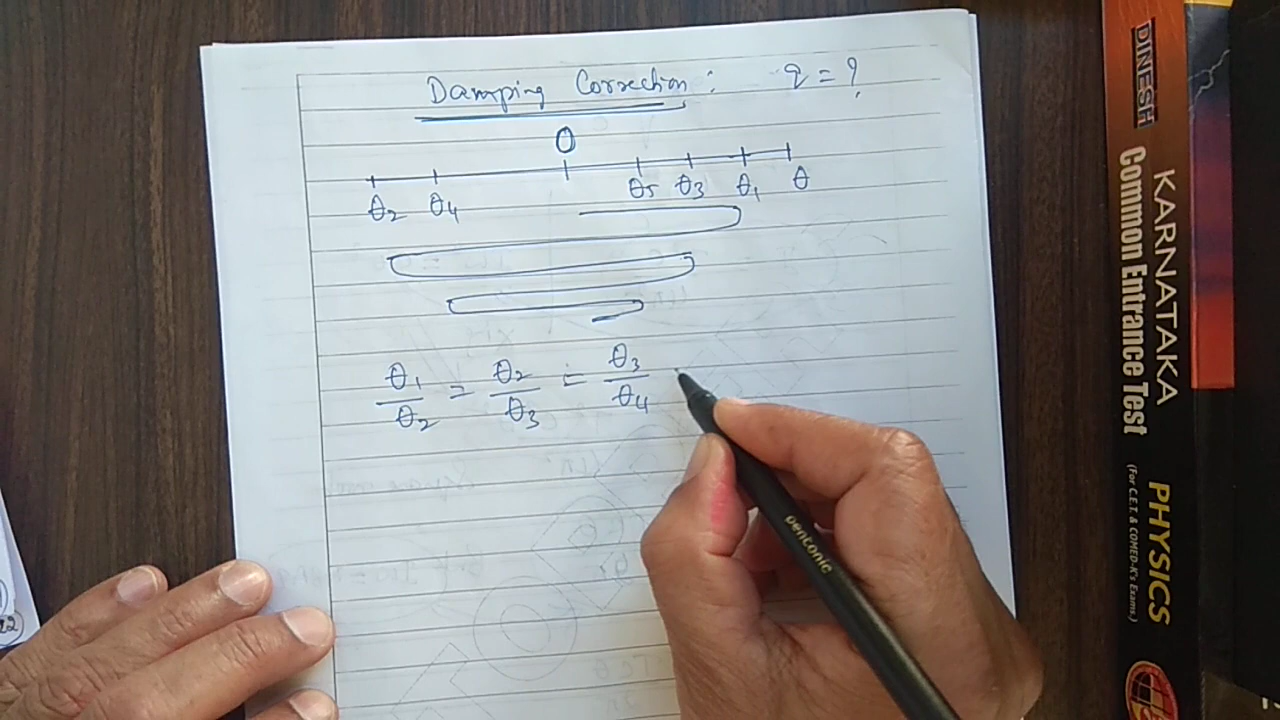 Damping Correction : q = ?
0
θ₂ θ₄ θ₅ θ₃ θ₁ θ
θ₁/θ₂ = θ₂/θ₃ = θ₃/θ₄
pentonic
DINESH
KARNATAKA
Common Entrance Test
(For C.E.T. & COMED-K's Exams.)
PHYSICS